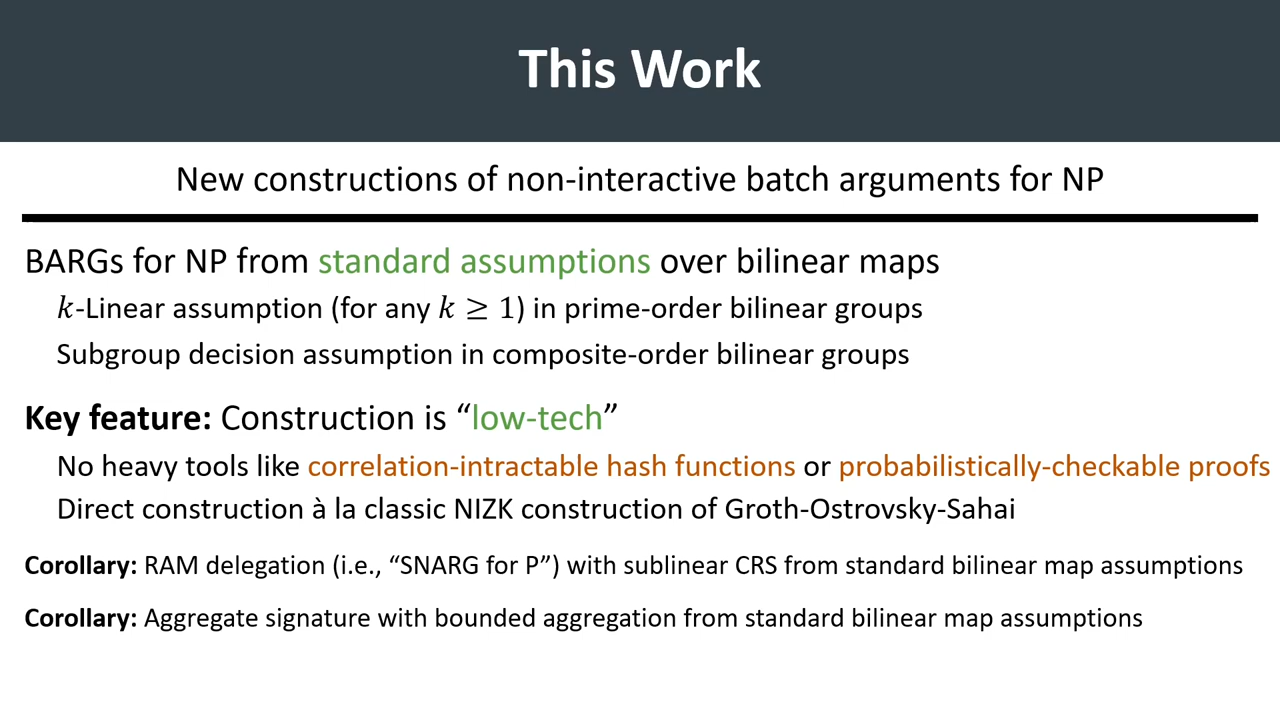 This Work
New constructions of non-interactive batch arguments for NP
BARGs for NP from standard assumptions over bilinear maps
𝑘-Linear assumption (for any 𝑘 ≥ 1) in prime-order bilinear groups
Subgroup decision assumption in composite-order bilinear groups
Key feature: Construction is “low-tech”
No heavy tools like correlation-intractable hash functions or probabilistically-checkable proofs
Direct construction à la classic NIZK construction of Groth-Ostrovsky-Sahai
Corollary: RAM delegation (i.e., “SNARG for P”) with sublinear CRS from standard bilinear map assumptions
Corollary: Aggregate signature with bounded aggregation from standard bilinear map assumptions